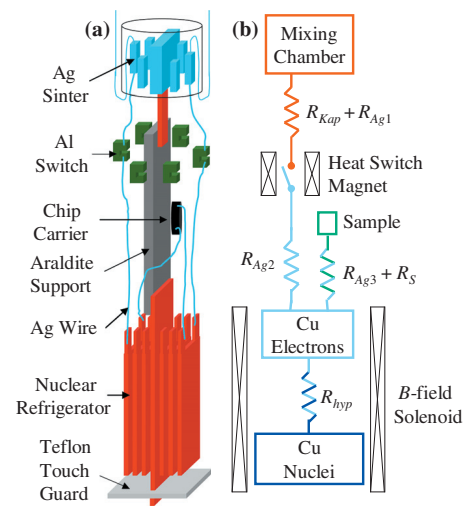 (a)
Ag
Sinter
Al
Switch
Chip
Carrier
Araldite
Support
Ag Wire
Nuclear
Refrigerator
Teflon
Touch
Guard
(b)
Mixing
Chamber
R_Kap + R_Ag1
Heat Switch
Magnet
Sample
R_Ag2
R_Ag3 + R_S
Cu
Electrons
B-field
Solenoid
R_hyp
Cu
Nuclei